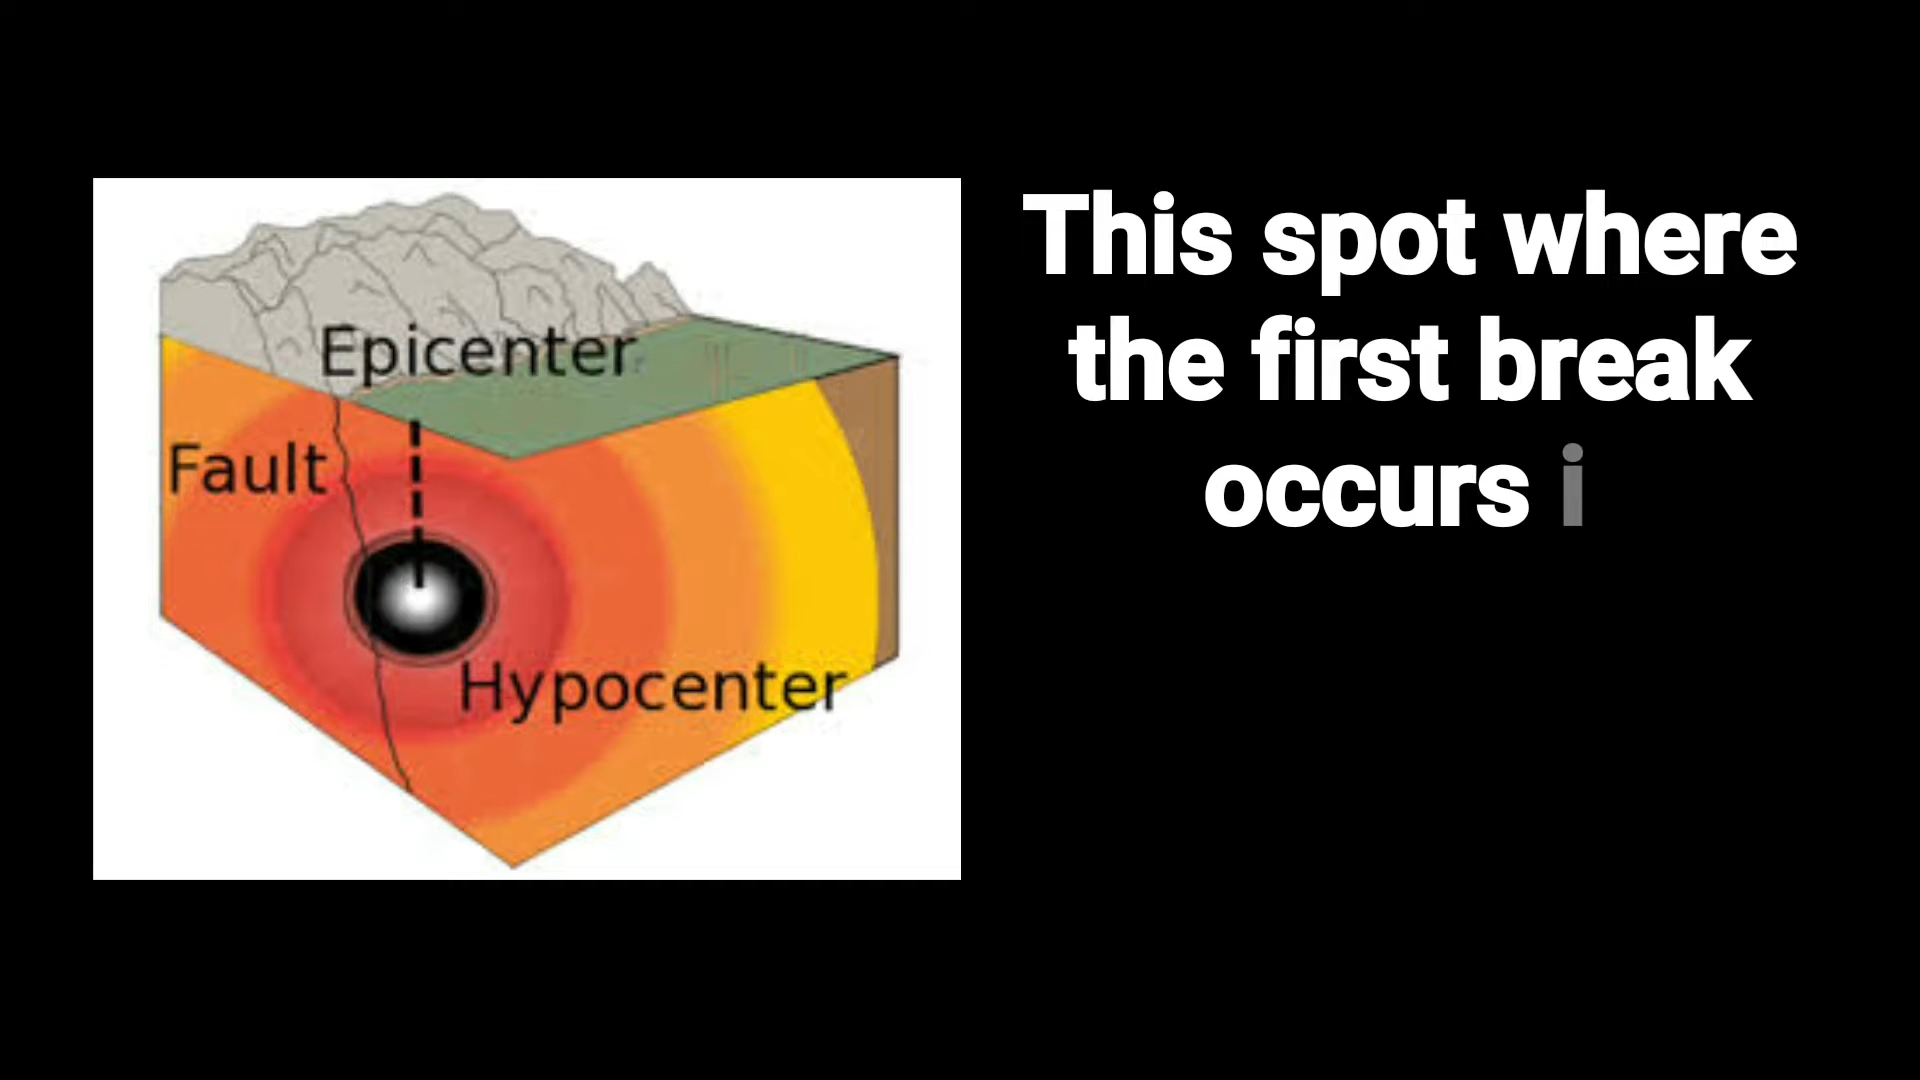 Epicenter
Fault
Hypocenter
This spot where
the first break
occurs i